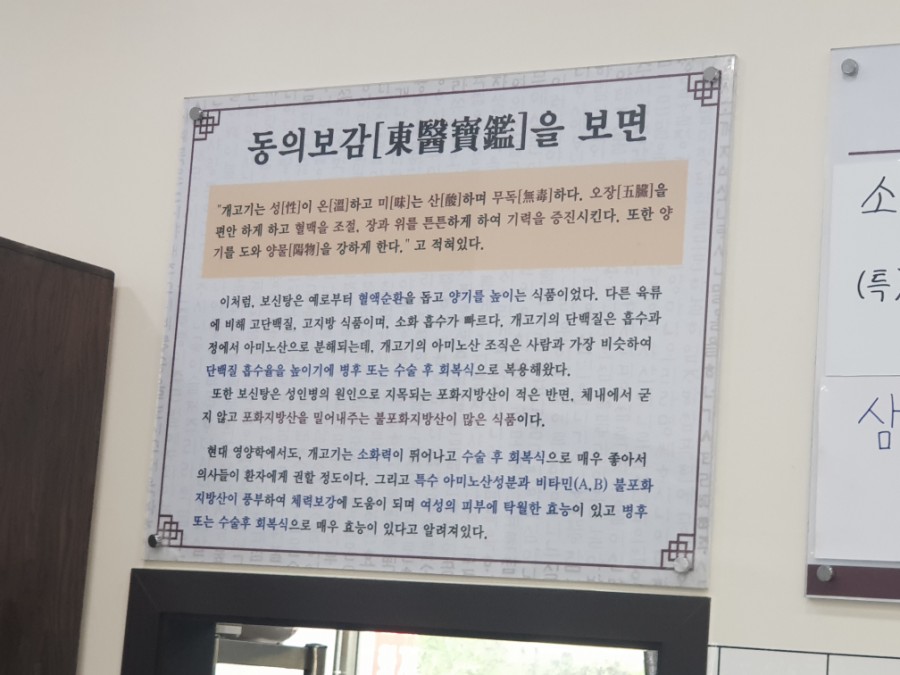 동의보감[東醫寶鑑]을 보면
"개고기는 성[性]이 온[溫]하고 미[味]는 산[酸]하며 무독[無毒]하다. 오장[五臟]을
편안 하게 하고 혈맥을 조절, 장과 위를 튼튼하게 하여 기력을 증진시킨다. 또한 양
기를 도와 양물[陽物]을 강하게 한다." 고 적혀있다.
이처럼, 보신탕은 예로부터 혈액순환을 돕고 양기를 높이는 식품이었다. 다른 육류
에 비해 고단백질, 고지방 식품이며, 소화 흡수가 빠르다. 개고기의 단백질은 흡수과
정에서 아미노산으로 분해되는데, 개고기의 아미노산 조직은 사람과 가장 비슷하여
단백질 흡수율을 높이기에 병후 또는 수술 후 회복식으로 복용해왔다.
또한 보신탕은 성인병의 원인으로 지목되는 포화지방산이 적은 반면, 체내에서 굳
지 않고 포화지방산을 밀어내주는 불포화지방산이 많은 식품이다.
현대 영양학에서도, 개고기는 소화력이 뛰어나고 수술 후 회복식으로 매우 좋아서
의사들이 환자에게 권할 정도이다. 그리고 특수 아미노산성분과 비타민(A,B) 불포화
지방산이 풍부하여 체력보강에 도움이 되며 여성의 피부에 탁월한 효능이 있고 병후
또는 수술후 회복식으로 매우 효능이 있다고 알려져있다.
소
(특)
삼